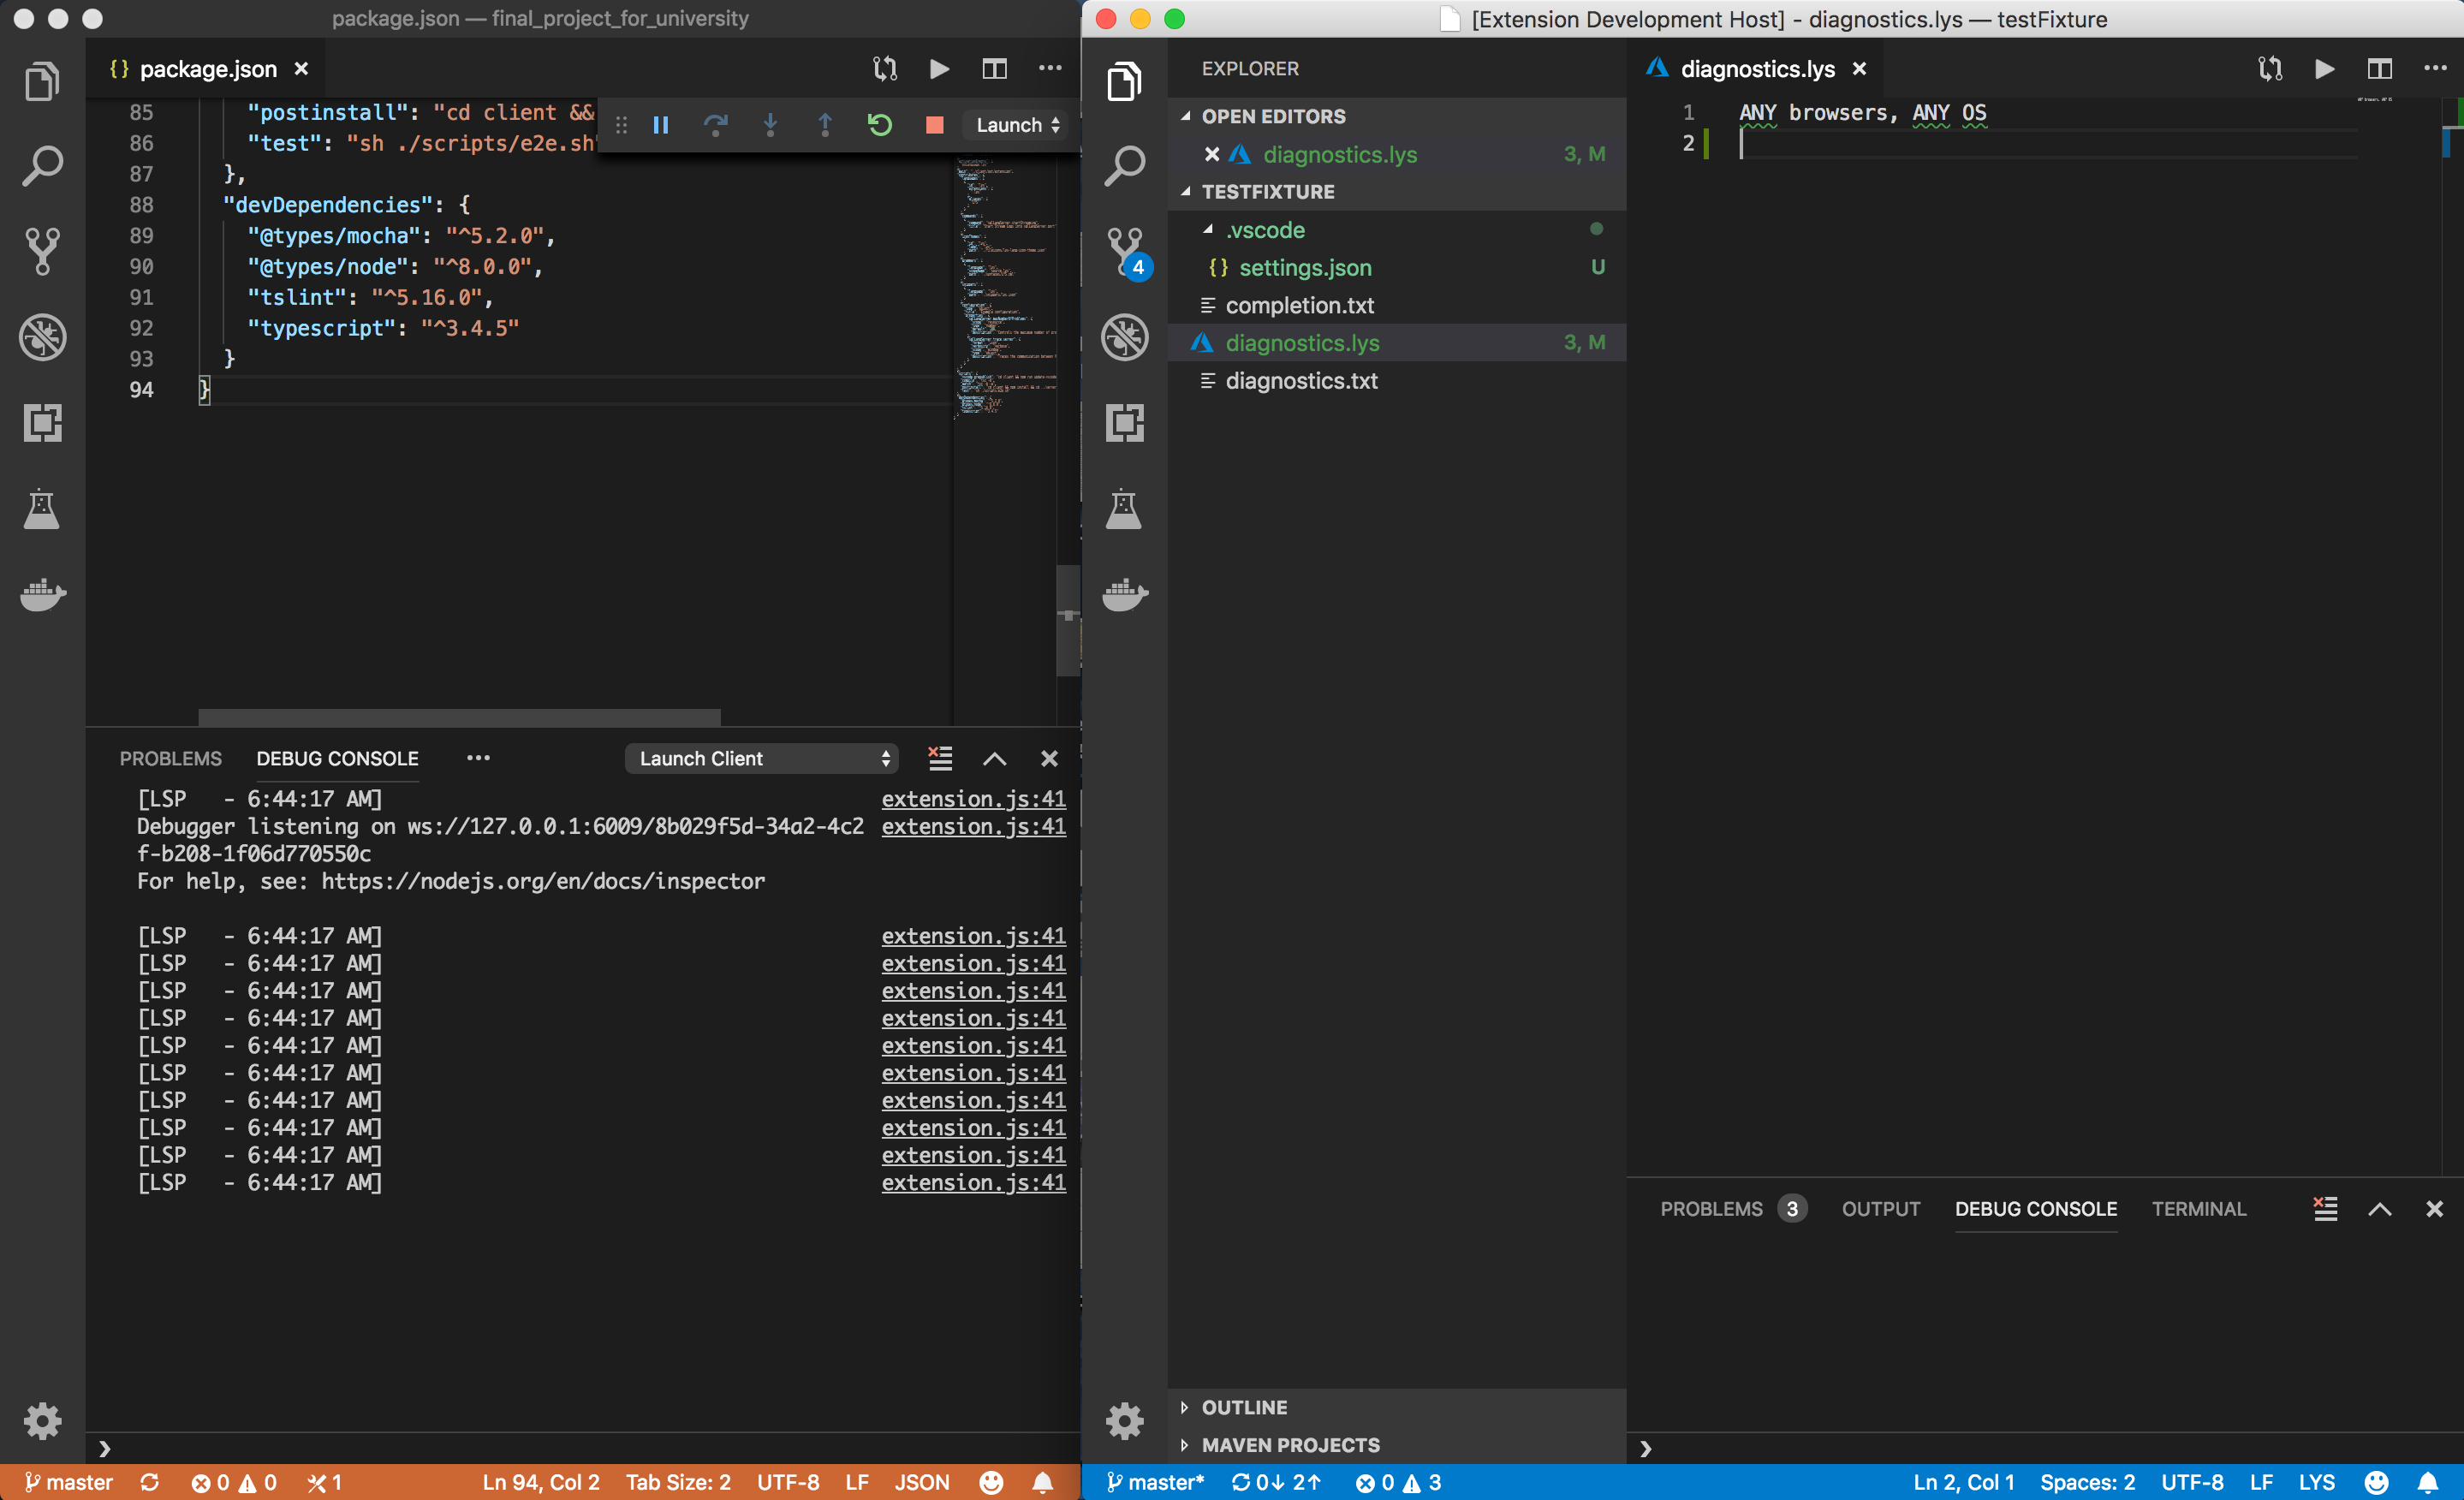 package.json — final_project_for_university
{} package.json ×
85 "postinstall": "cd client &&
86 "test": "sh ./scripts/e2e.sh"
87 },
88 "devDependencies": {
89 "@types/mocha": "^5.2.0",
90 "@types/node": "^8.0.0",
91 "tslint": "^5.16.0",
92 "typescript": "^3.4.5"
93 }
94 }
Launch
PROBLEMS DEBUG CONSOLE ··· Launch Client
[LSP - 6:44:17 AM] extension.js:41
Debugger listening on ws://127.0.0.1:6009/8b029f5d-34a2-4c2 extension.js:41
f-b208-1f06d770550c
For help, see: https://nodejs.org/en/docs/inspector
[LSP - 6:44:17 AM] extension.js:41
[LSP - 6:44:17 AM] extension.js:41
[LSP - 6:44:17 AM] extension.js:41
[LSP - 6:44:17 AM] extension.js:41
[LSP - 6:44:17 AM] extension.js:41
[LSP - 6:44:17 AM] extension.js:41
[LSP - 6:44:17 AM] extension.js:41
[LSP - 6:44:17 AM] extension.js:41
[LSP - 6:44:17 AM] extension.js:41
[LSP - 6:44:17 AM] extension.js:41
❯
master 0 0 1 Ln 94, Col 2 Tab Size: 2 UTF-8 LF JSON
[Extension Development Host] - diagnostics.lys — testFixture
EXPLORER
OPEN EDITORS
diagnostics.lys 3, M
TESTFIXTURE
.vscode
{} settings.json U
completion.txt
diagnostics.lys 3, M
diagnostics.txt
4
OUTLINE
MAVEN PROJECTS
diagnostics.lys ×
1 ANY browsers, ANY OS
2
PROBLEMS 3 OUTPUT DEBUG CONSOLE TERMINAL
❯
master* 0↓ 2↑ 0 3 Ln 2, Col 1 Spaces: 2 UTF-8 LF LYS